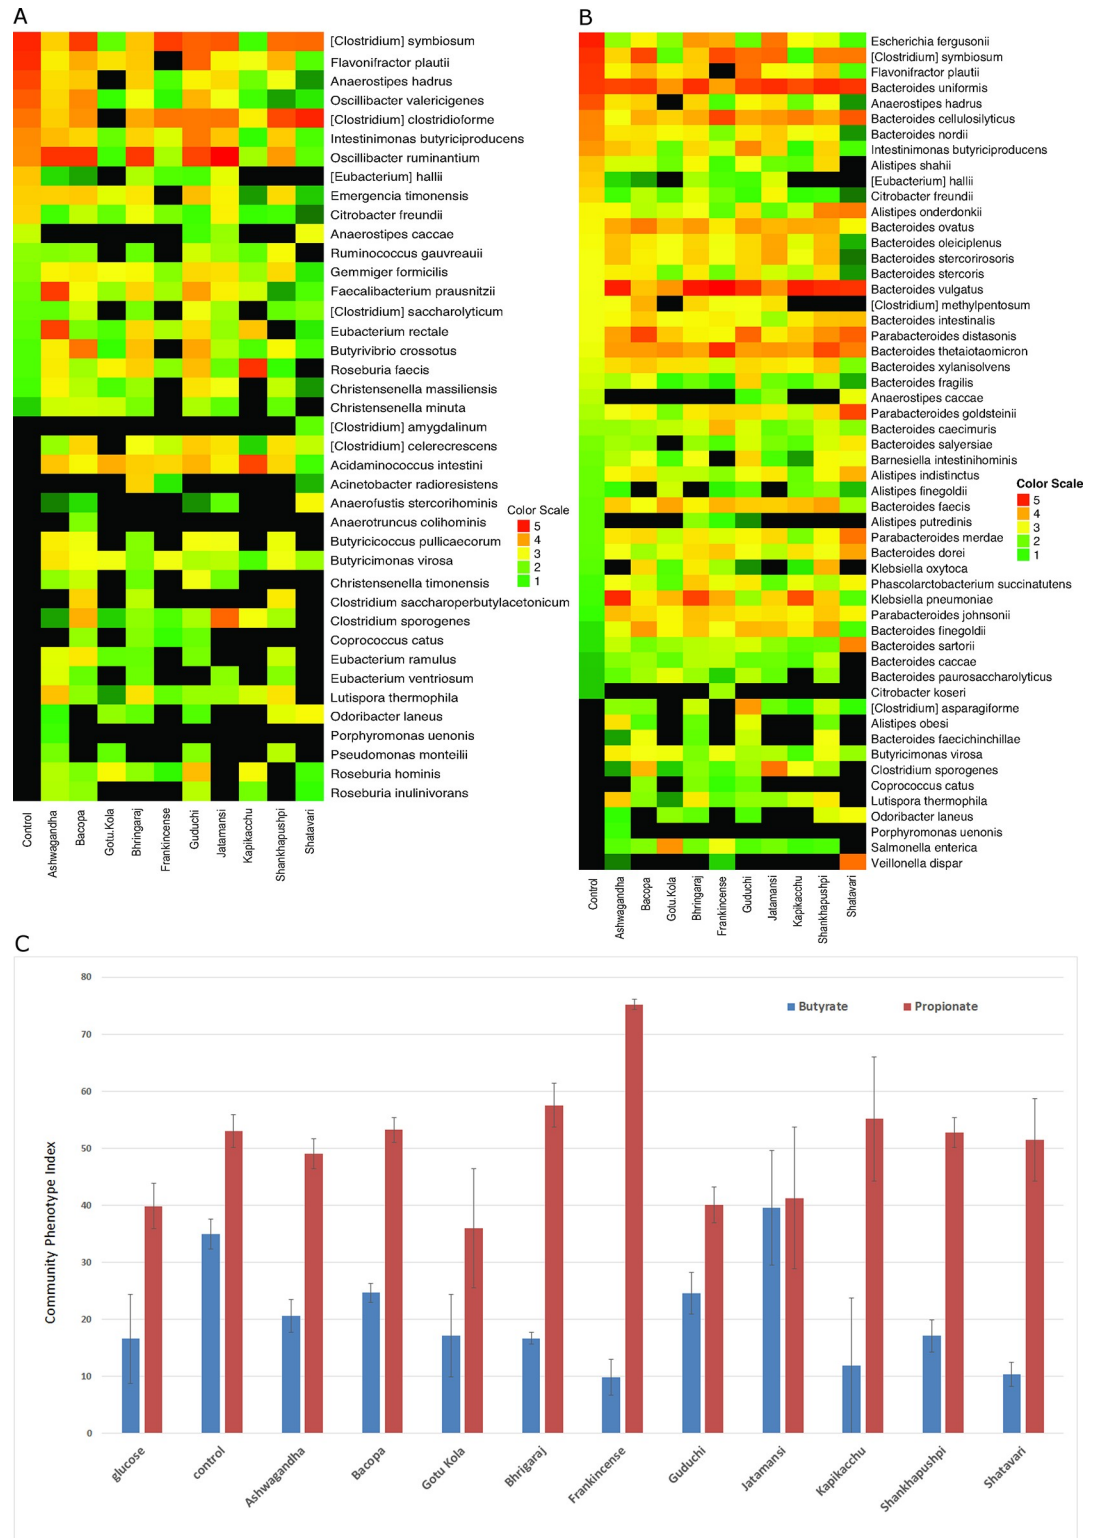 A
[Clostridium] symbiosum
Flavonifractor plautii
Anaerostipes hadrus
Oscillibacter valericigenes
[Clostridium] clostridioforme
Intestinimonas butyriciproducens
Oscillibacter ruminantium
[Eubacterium] hallii
Emergencia timonensis
Citrobacter freundii
Anaerostipes caccae
Ruminococcus gauvreauii
Gemmiger formicilis
Faecalibacterium prausnitzii
[Clostridium] saccharolyticum
Eubacterium rectale
Butyrivibrio crossotus
Roseburia faecis
Christensenella massiliensis
Christensenella minuta
[Clostridium] amygdalinum
[Clostridium] celerecrescens
Acidaminococcus intestini
Acinetobacter radioresistens
Anaerofustis stercorihominis
Anaerotruncus colihominis
Butyricicoccus pullicaecorum
Butyricimonas virosa
Christensenella timonensis
Clostridium saccharoperbutylacetonicum
Clostridium sporogenes
Coprococcus catus
Eubacterium ramulus
Eubacterium ventriosum
Lutispora thermophila
Odoribacter laneus
Porphyromonas uenonis
Pseudomonas monteilii
Roseburia hominis
Roseburia inulinivorans
Color Scale
5
4
3
2
1
Control
Ashwagandha
Bacopa
Gotu.Kola
Bhringaraj
Frankincense
Guduchi
Jatamansi
Kapikacchu
Shankhapushpi
Shatavari
B
Escherichia fergusonii
[Clostridium] symbiosum
Flavonifractor plautii
Bacteroides uniformis
Anaerostipes hadrus
Bacteroides cellulosilyticus
Bacteroides nordii
Intestinimonas butyriciproducens
Alistipes shahii
[Eubacterium] hallii
Citrobacter freundii
Alistipes onderdonkii
Bacteroides ovatus
Bacteroides oleiciplenus
Bacteroides stercorirosoris
Bacteroides stercoris
Bacteroides vulgatus
[Clostridium] methylpentosum
Bacteroides intestinalis
Parabacteroides distasonis
Bacteroides thetaiotaomicron
Bacteroides xylanisolvens
Bacteroides fragilis
Anaerostipes caccae
Parabacteroides goldsteinii
Bacteroides caecimuris
Bacteroides salyersiae
Barnesiella intestinihominis
Alistipes indistinctus
Alistipes finegoldii
Bacteroides faecis
Alistipes putredinis
Parabacteroides merdae
Bacteroides dorei
Klebsiella oxytoca
Phascolarctobacterium succinatutens
Klebsiella pneumoniae
Parabacteroides johnsonii
Bacteroides finegoldii
Bacteroides sartorii
Bacteroides caccae
Bacteroides paurosaccharolyticus
Citrobacter koseri
[Clostridium] asparagiforme
Alistipes obesi
Bacteroides faecichinchillae
Butyricimonas virosa
Clostridium sporogenes
Coprococcus catus
Lutispora thermophila
Odoribacter laneus
Porphyromonas uenonis
Salmonella enterica
Veillonella dispar
Color Scale
5
4
3
2
1
Control
Ashwagandha
Bacopa
Gotu.Kola
Bhringaraj
Frankincense
Guduchi
Jatamansi
Kapikacchu
Shankhapushpi
Shatavari
C
Community Phenotype Index
80
70
60
50
40
30
20
10
0
Butyrate
Propionate
glucose
control
Ashwagandha
Bacopa
Gotu Kola
Bhrigaraj
Frankincense
Guduchi
Jatamansi
Kapikacchu
Shankhapushpi
Shatavari